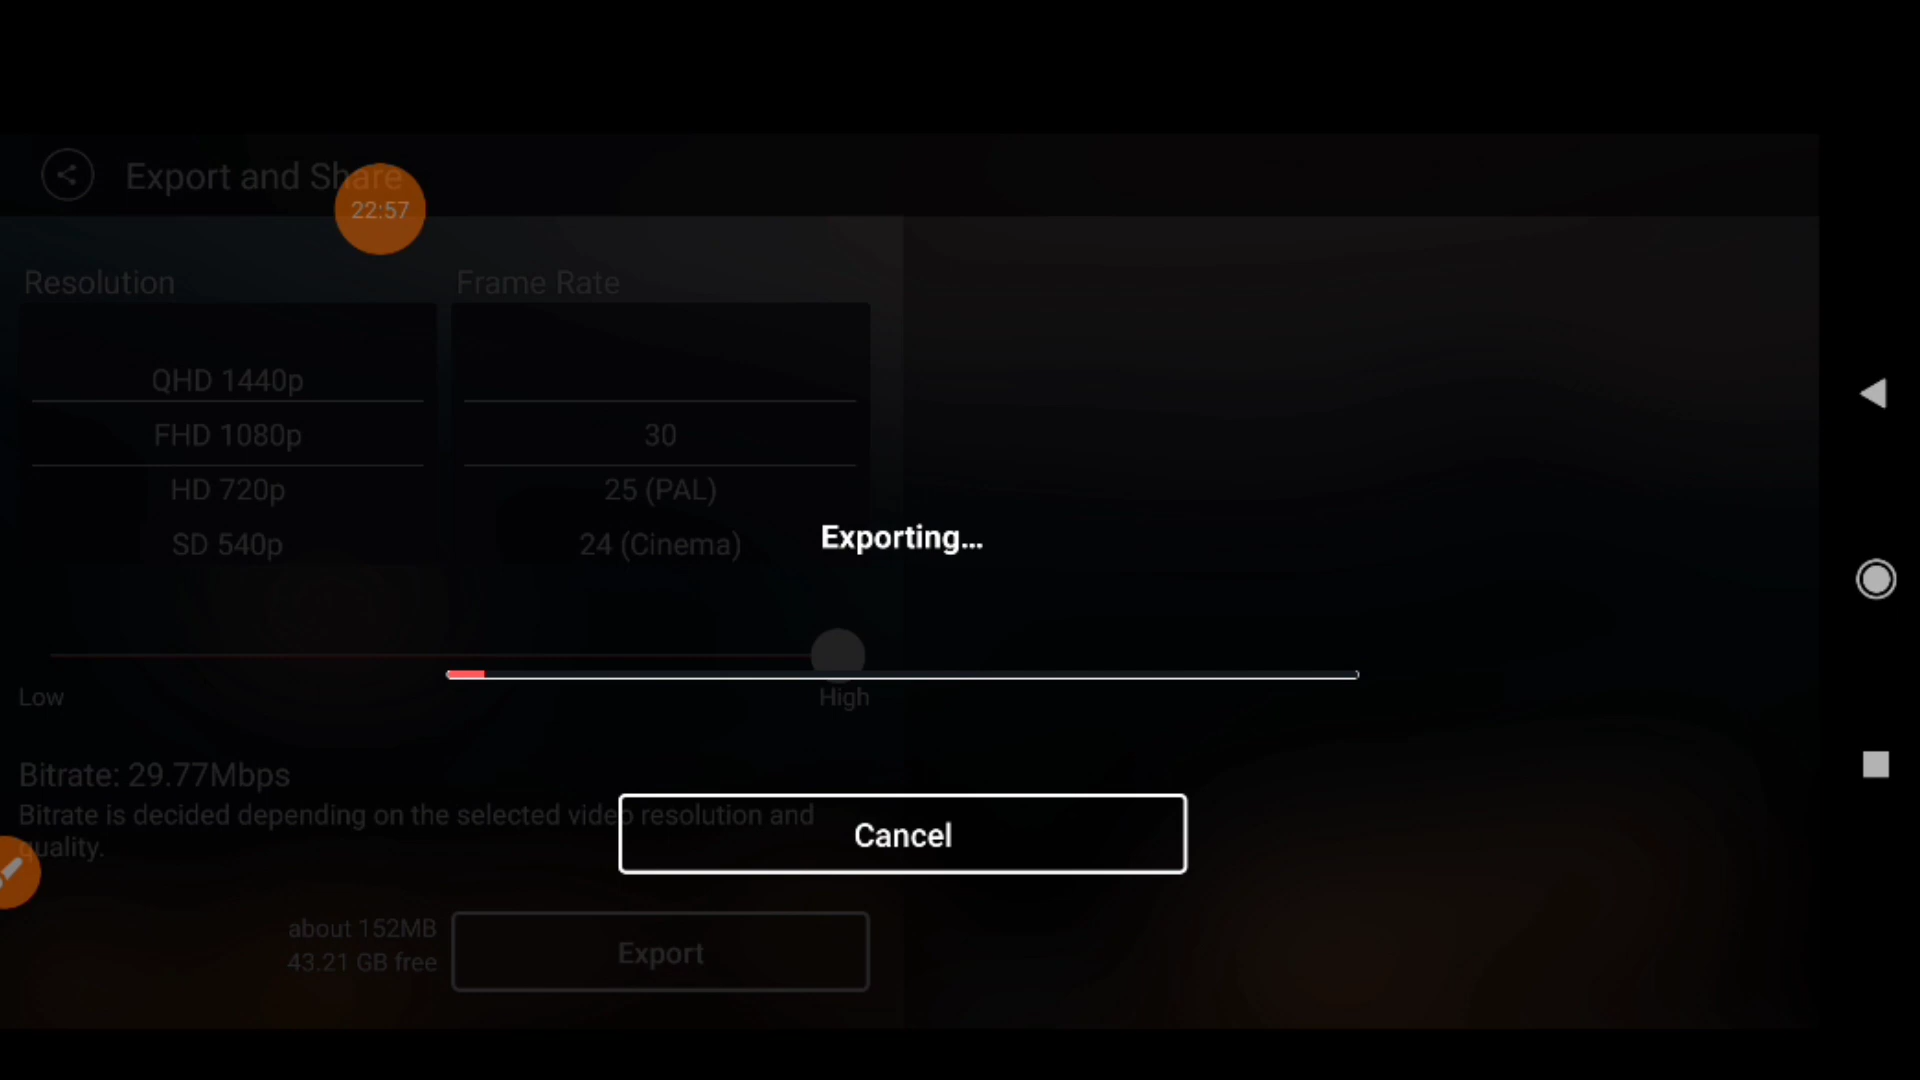 Export and Share
22:57
Resolution
Frame Rate
QHD 1440p
FHD 1080p
30
HD 720p
25 (PAL)
SD 540p
24 (Cinema)
Exporting...
Low
High
Bitrate: 29.77Mbps
Bitrate is decided depending on the selected video resolution and
quality.
Cancel
about 152MB
43.21 GB free
Export